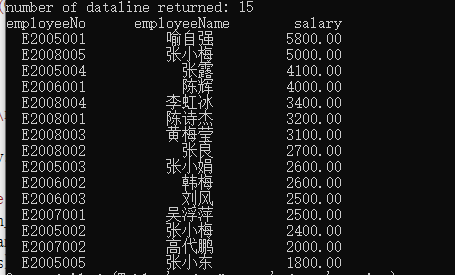 number of dataline returned: 15
employeeNo employeeName salary
E2005001 喻自强 5800.00
E2008005 张小梅 5000.00
E2005004 张露 4100.00
E2006001 陈辉 4000.00
E2008004 李虹冰 3400.00
E2008001 陈诗杰 3200.00
E2008003 黄梅莹 3100.00
E2008002 张良 2700.00
E2005003 张小娟 2600.00
E2006002 韩梅 2600.00
E2006003 刘风 2500.00
E2007001 吴浮萍 2500.00
E2005002 张小梅 2400.00
E2007002 高代鹏 2000.00
E2005005 张小东 1800.00